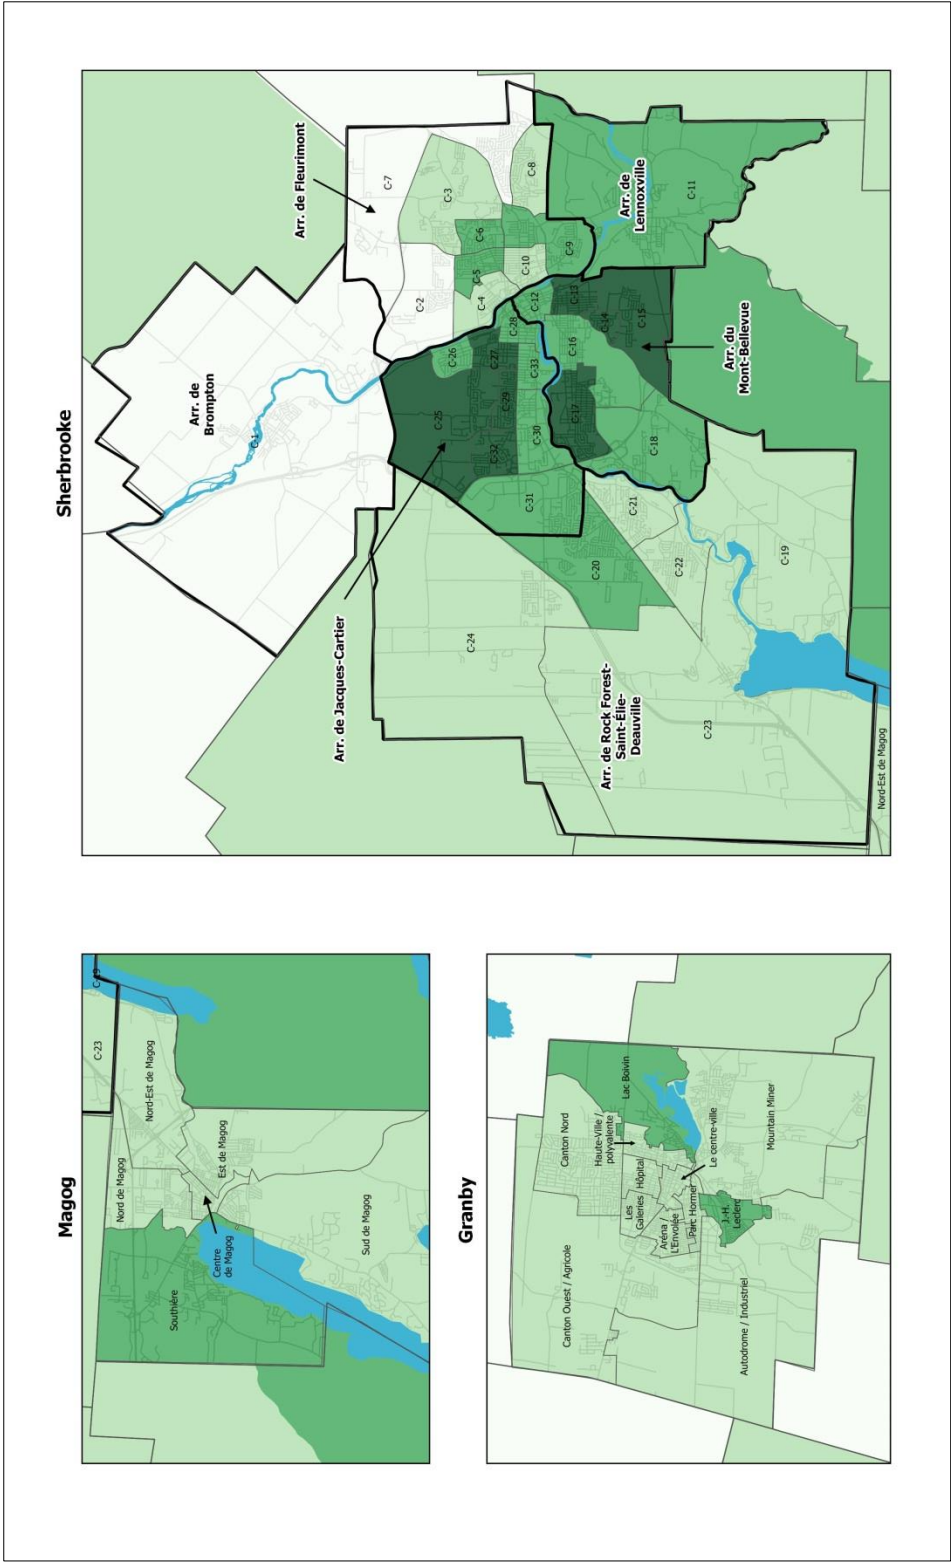 Magog
C-23
C-19
Nord de Magog
Nord-Est de Magog
Southière
Centre
de Magog
Est de Magog
Sud de Magog
Sherbrooke
Arr. de
Brompton
C-1
Arr. de Fleurimont
C-7
C-2
C-3
C-6
C-5
C-4
C-10
C-8
C-9
Arr. de
Lennoxville
C-11
Arr. de Jacques-Cartier
C-25
C-26
C-27
C-28
C-29
C-32
C-33
C-30
C-31
C-12
C-13
C-14
C-15
C-16
C-17
C-18
Arr. du
Mont-Bellevue
C-24
C-20
C-21
C-22
C-19
C-23
Arr. de Rock Forest-
Saint-Élie-
Deauville
Nord-Est de Magog
Granby
Canton Ouest / Agricole
Canton Nord
Haute-Ville /
polyvalente
Lac Boivin
Les
Galeries / Hôpital
Aréna /
L'Envolée
Parc Horner
Le centre-ville
J.-H.
Leclerc
Autodrome / Industriel
Mountain Miner